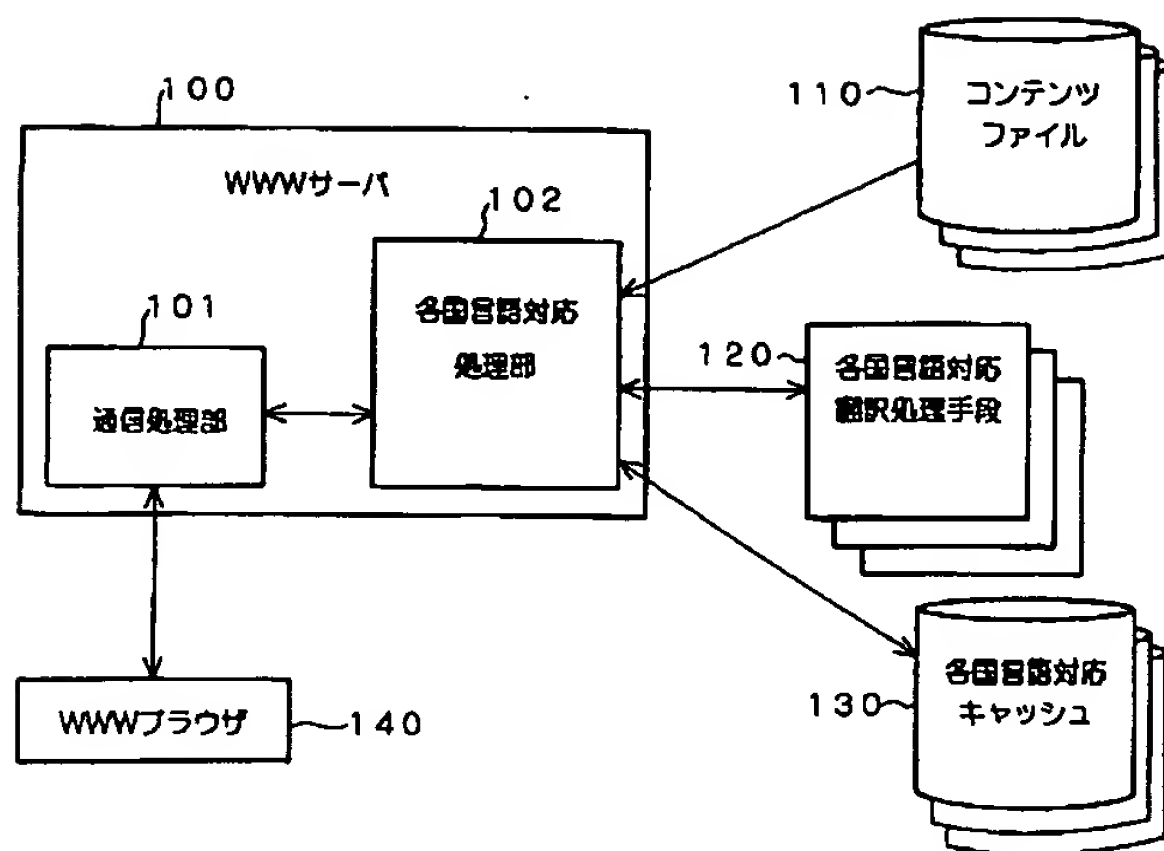 100
WWWサーバ
102
各国言語対応
処理部
101
通信処理部
WWWブラウザ
140
110
コンテンツ
ファイル
120
各国言語対応
翻訳処理手段
130
各国言語対応
キャッシュ